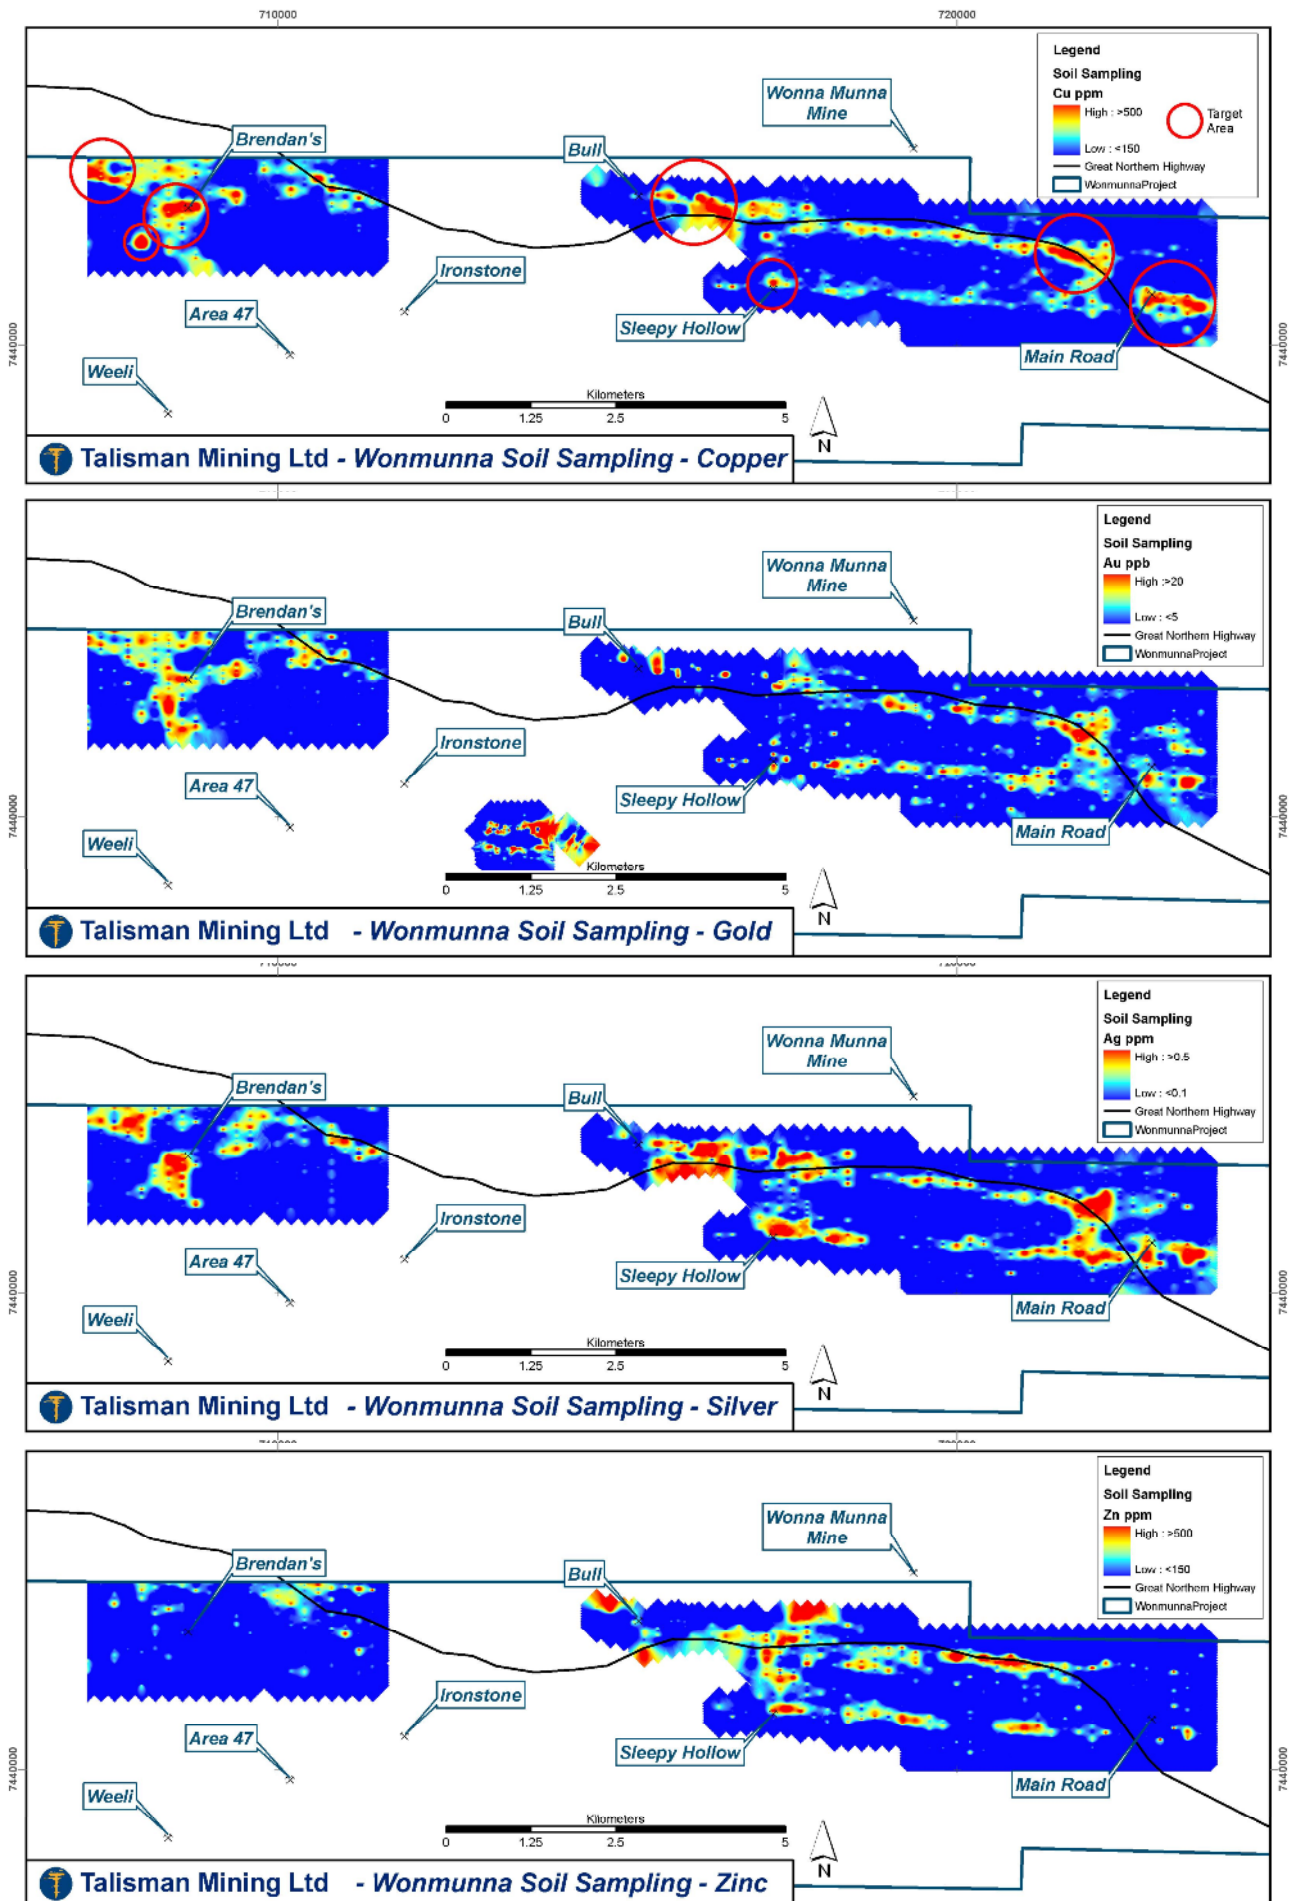 710000
720000
Legend
Soil Sampling
Cu ppm
High : >500
Low : <150
Target
Area
Great Northern Highway
WonmunnaProject
Wonna Munna
Mine
Brendan's
Bull
Ironstone
Area 47
Sleepy Hollow
Main Road
Weeli
7440000
7440000
Kilometers
0 1.25 2.5 5
N
Talisman Mining Ltd - Wonmunna Soil Sampling - Copper
Legend
Soil Sampling
Au ppb
High :>20
Low : <5
Great Northern Highway
WonmunnaProject
Wonna Munna
Mine
Brendan's
Bull
Ironstone
Area 47
Sleepy Hollow
Main Road
Weeli
7440000
7440000
Kilometers
0 1.25 2.5 5
N
Talisman Mining Ltd - Wonmunna Soil Sampling - Gold
710000
720000
Legend
Soil Sampling
Ag ppm
High : >0.5
Low : <0.1
Great Northern Highway
WonmunnaProject
Wonna Munna
Mine
Brendan's
Bull
Ironstone
Area 47
Sleepy Hollow
Main Road
Weeli
7440000
7440000
Kilometers
0 1.25 2.5 5
N
Talisman Mining Ltd - Wonmunna Soil Sampling - Silver
Legend
Soil Sampling
Zn ppm
High : >500
Low : <150
Great Northern Highway
WonmunnaProject
Wonna Munna
Mine
Brendan's
Bull
Ironstone
Area 47
Sleepy Hollow
Main Road
Weeli
7440000
7440000
Kilometers
0 1.25 2.5 5
N
Talisman Mining Ltd - Wonmunna Soil Sampling - Zinc